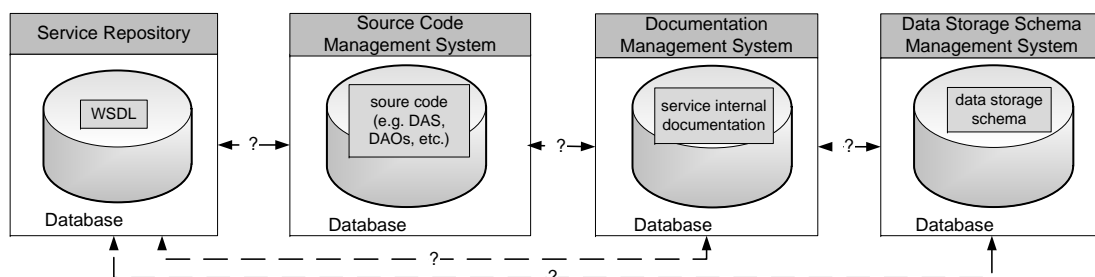 Service Repository
Source Code
Management System
Documentation
Management System
Data Storage Schema
Management System
WSDL
soure code
(e.g. DAS,
DAOs, etc.)
service internal
documentation
data storage
schema
?
?
?
Database
Database
Database
Database
?
?